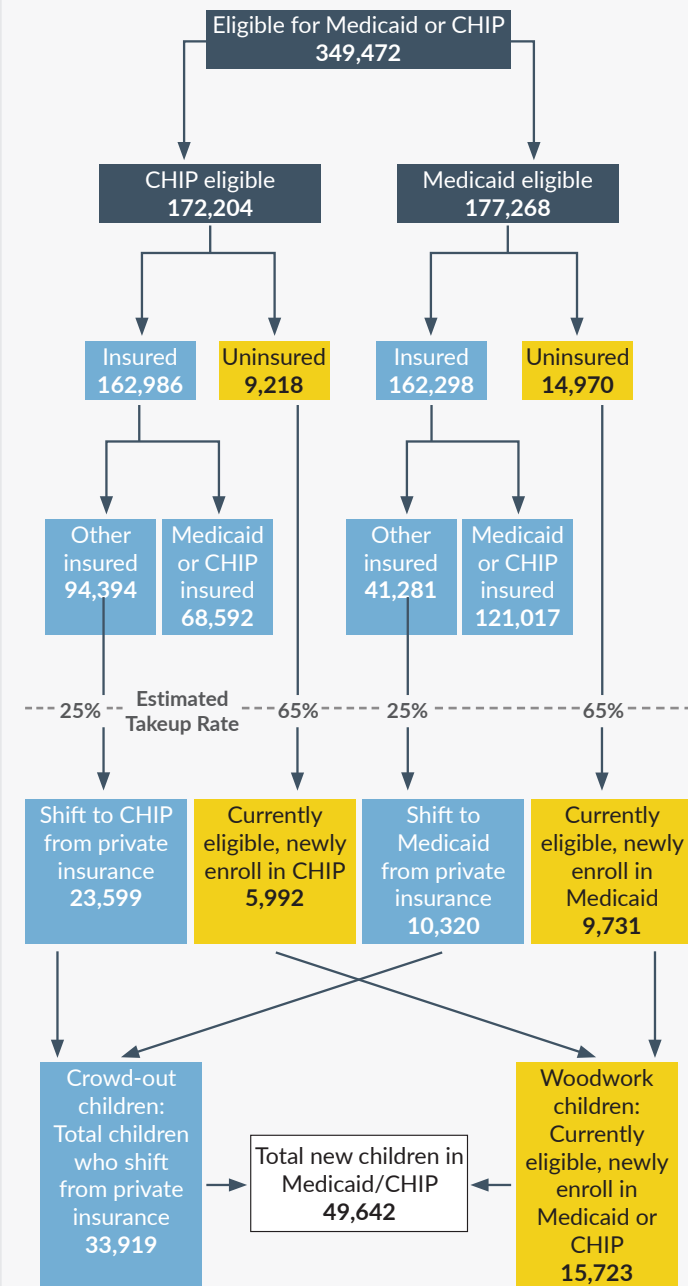 Eligible for Medicaid or CHIP
349,472
CHIP eligible
172,204
Medicaid eligible
177,268
Insured
162,986
Uninsured
9,218
Insured
162,298
Uninsured
14,970
Other
insured
94,394
Medicaid
or CHIP
insured
68,592
Other
insured
41,281
Medicaid
or CHIP
insured
121,017
25%
Estimated
Takeup Rate
65%
25%
65%
Shift to CHIP
from private
insurance
23,599
Currently
eligible, newly
enroll in CHIP
5,992
Shift to
Medicaid
from private
insurance
10,320
Currently
eligible, newly
enroll in
Medicaid
9,731
Crowd-out
children:
Total children
who shift
from private
insurance
33,919
Total new children in
Medicaid/CHIP
49,642
Woodwork
children:
Currently
eligible, newly
enroll in
Medicaid or
CHIP
15,723